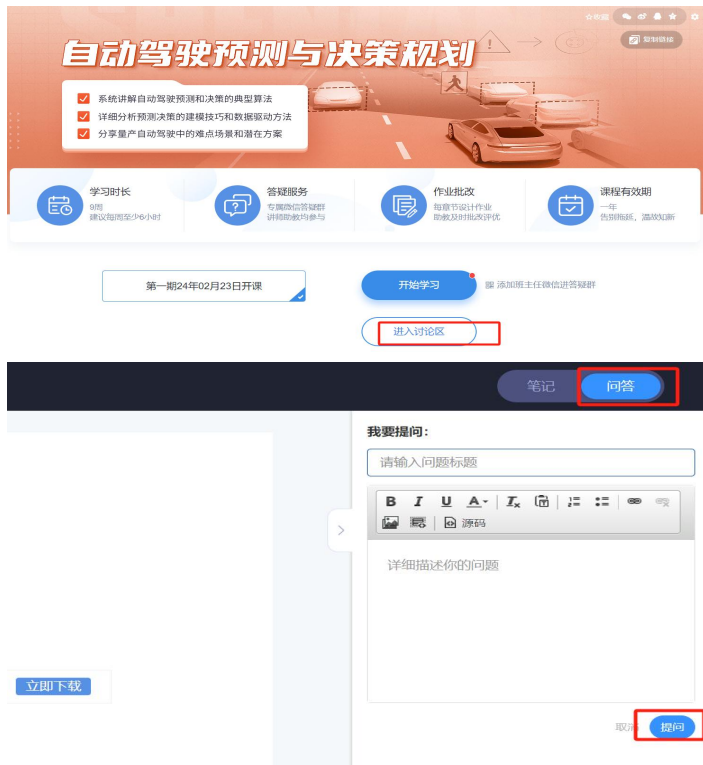 自动驾驶预测与决策规划
复制链接
系统讲解自动驾驶预测和决策的典型算法
详细分析预测决策的建模技巧和数据驱动方法
分享量产自动驾驶中的难点场景和潜在方案
学习时长
9周
建议每周至少6小时
答疑服务
专属微信答疑群
讲师助教均参与
作业批改
每章节设计作业
助教及时批改评优
课程有效期
一年
告别拖延，温故知新
第一期24年02月23日开课
开始学习
添加班主任微信进答疑群
进入讨论区
笔记
问答
我要提问：
请输入问题标题
B I U A Tx
源码
详细描述你的问题
立即下载
取消
提问